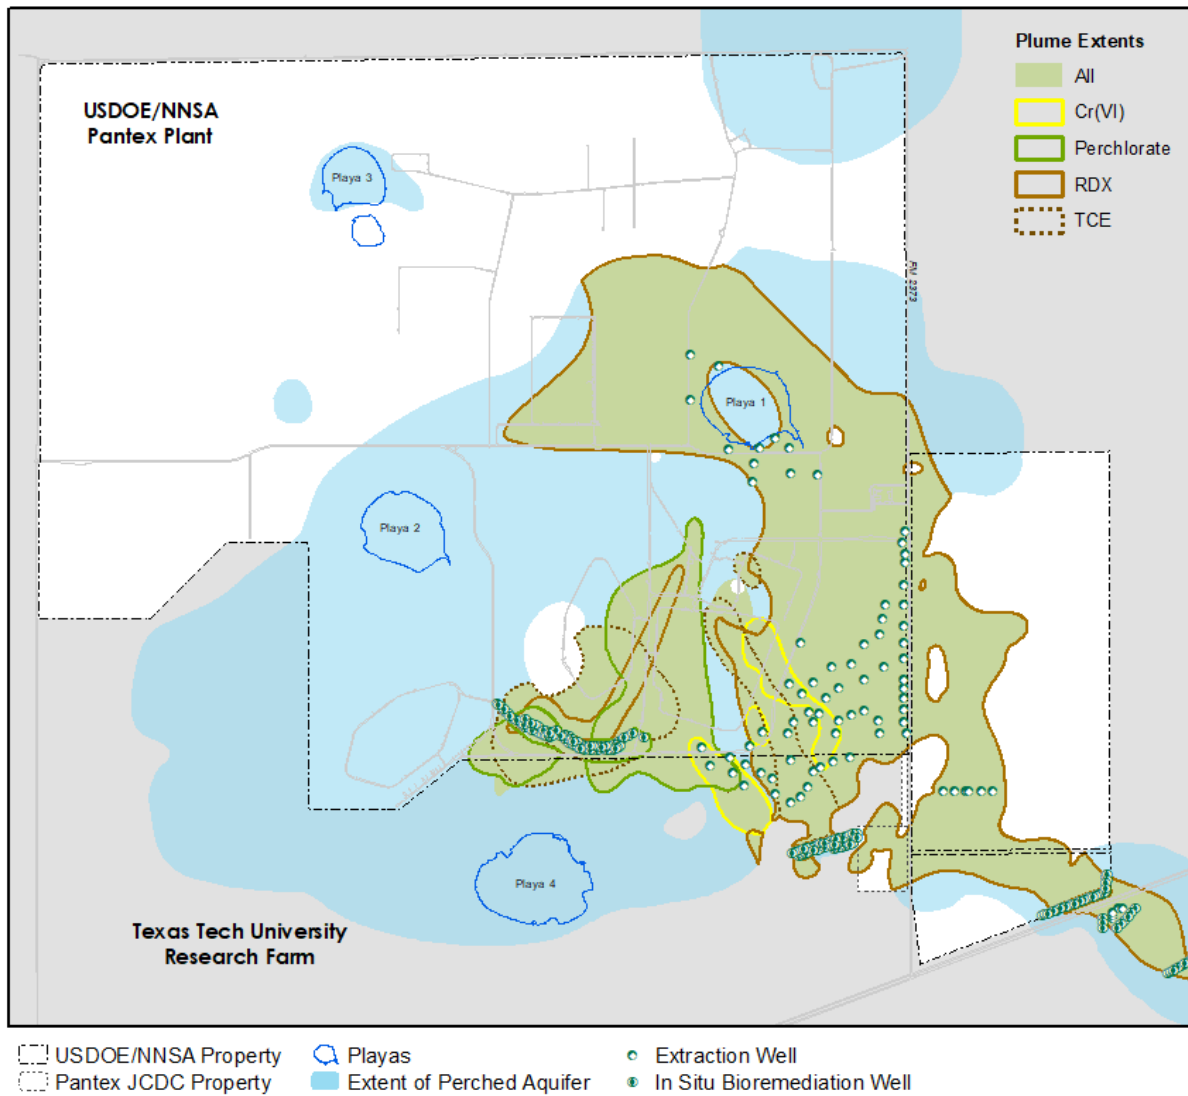 Plume Extents
All
Cr(VI)
Perchlorate
RDX
TCE
USDOE/NNSA
Pantex Plant
Playa 3
FM 2373
Playa 1
Playa 2
Playa 4
Texas Tech University
Research Farm
USDOE/NNSA Property
Pantex JCDC Property
Playas
Extent of Perched Aquifer
Extraction Well
In Situ Bioremediation Well